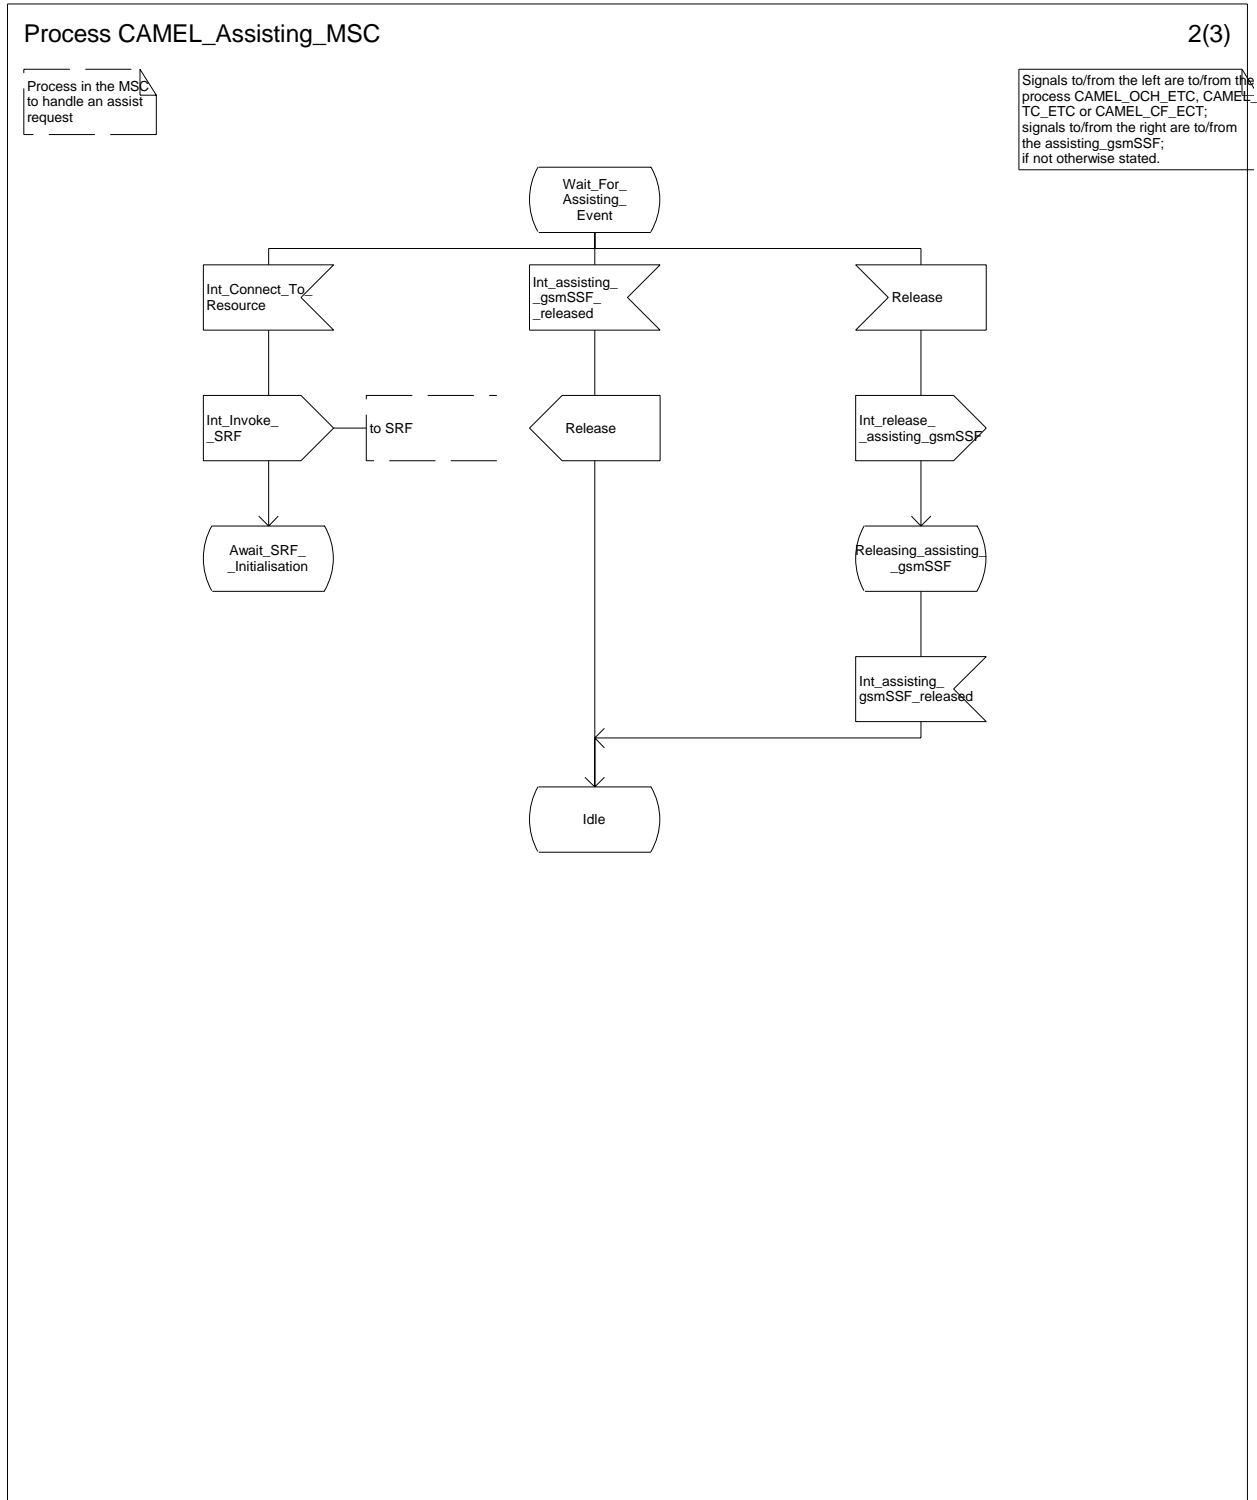 Process CAMEL_Assisting_MSC
2(3)
Process in the MSC
to handle an assist
request
Signals to/from the left are to/from the
process CAMEL_OCH_ETC, CAMEL_
TC_ETC or CAMEL_CF_ECT;
signals to/from the right are to/from
the assisting_gsmSSF;
if not otherwise stated.
Wait_For_
Assisting_
Event
Int_Connect_To_
Resource
Int_assisting_
_gsmSSF_
_released
Release
Int_Invoke_
_SRF
to SRF
Release
Int_release_
_assisting_gsmSSF
Await_SRF_
_Initialisation
Releasing_assisting_
_gsmSSF
Int_assisting_
gsmSSF_released
Idle